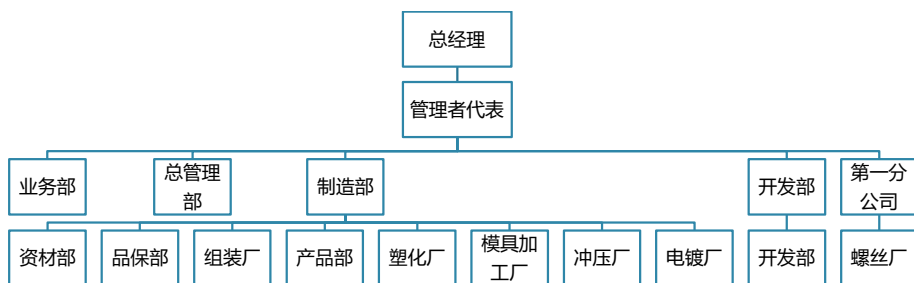 总经理
管理者代表
业务部
总管理
部
制造部
开发部
第一分
公司
资材部
品保部
组装厂
产品部
塑化厂
模具加
工厂
冲压厂
电镀厂
开发部
螺丝厂